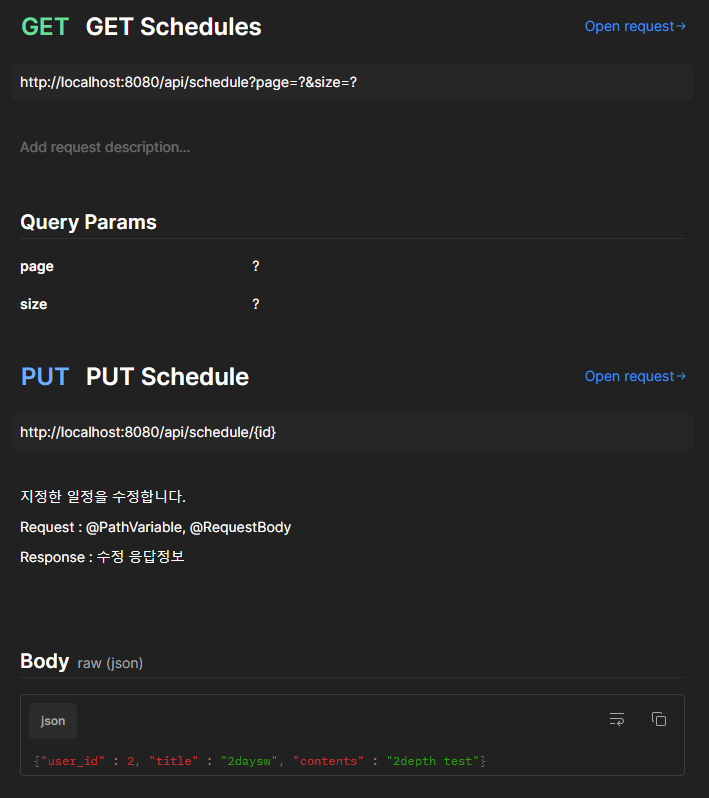 GET GET Schedules Open request→
http://localhost:8080/api/schedule?page=?&size=?
Add request description...
Query Params
page ?
size ?
PUT PUT Schedule Open request→
http://localhost:8080/api/schedule/{id}
지정한 일정을 수정합니다.
Request : @PathVariable, @RequestBody
Response : 수정 응답정보
Body raw (json)
json
{"user_id" : 2, "title" : "2daysw", "contents" : "2depth test"}